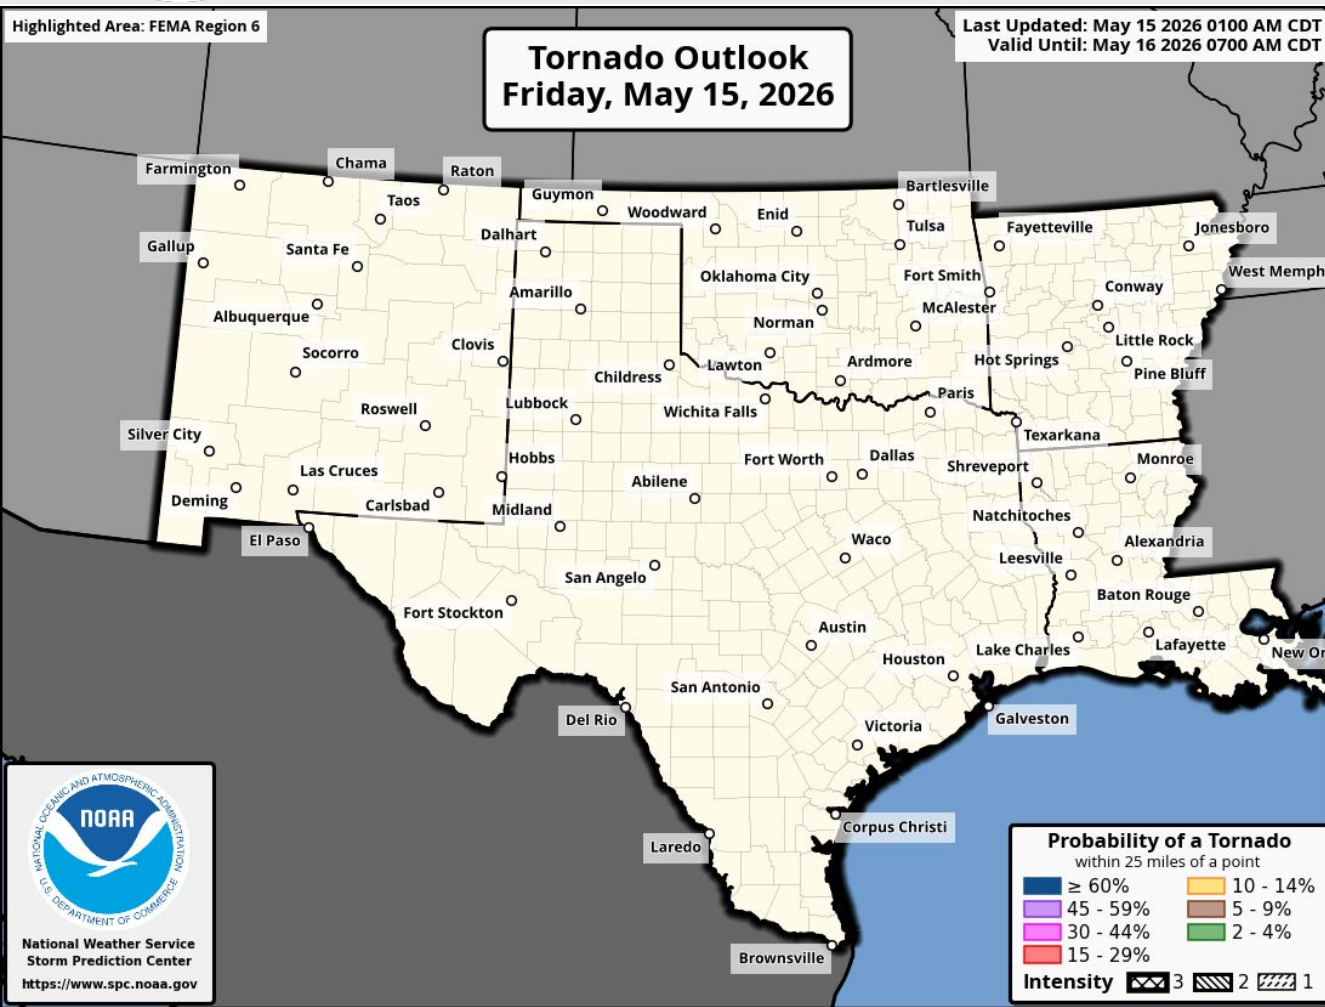 Highlighted Area: FEMA Region 6
Last Updated: May 15 2026 0100 AM CDT
Valid Until: May 16 2026 0700 AM CDT
Tornado Outlook
Friday, May 15, 2026
Farmington
Chama
Raton
Taos
Guymon
Woodward
Enid
Bartlesville
Tulsa
Fayetteville
Jonesboro
Gallup
Santa Fe
Dalhart
Oklahoma City
Fort Smith
West Memph
Albuquerque
Amarillo
Norman
McAlester
Conway
Little Rock
Socorro
Clovis
Childress
Lawton
Ardmore
Hot Springs
Pine Bluff
Roswell
Lubbock
Wichita Falls
Paris
Texarkana
Silver City
Las Cruces
Hobbs
Abilene
Fort Worth
Dallas
Shreveport
Monroe
Deming
Carlsbad
Midland
Natchitoches
El Paso
San Angelo
Waco
Leesville
Alexandria
Fort Stockton
Austin
Baton Rouge
Houston
Lake Charles
Lafayette
New Or
San Antonio
Del Rio
Victoria
Galveston
Laredo
Corpus Christi
Brownsville
NATIONAL OCEANIC AND ATMOSPHERIC ADMINISTRATION
NOAA
U.S. DEPARTMENT OF COMMERCE
National Weather Service
Storm Prediction Center
https://www.spc.noaa.gov
Probability of a Tornado
within 25 miles of a point
≥ 60%
10 - 14%
45 - 59%
5 - 9%
30 - 44%
2 - 4%
15 - 29%
Intensity 3 2 1